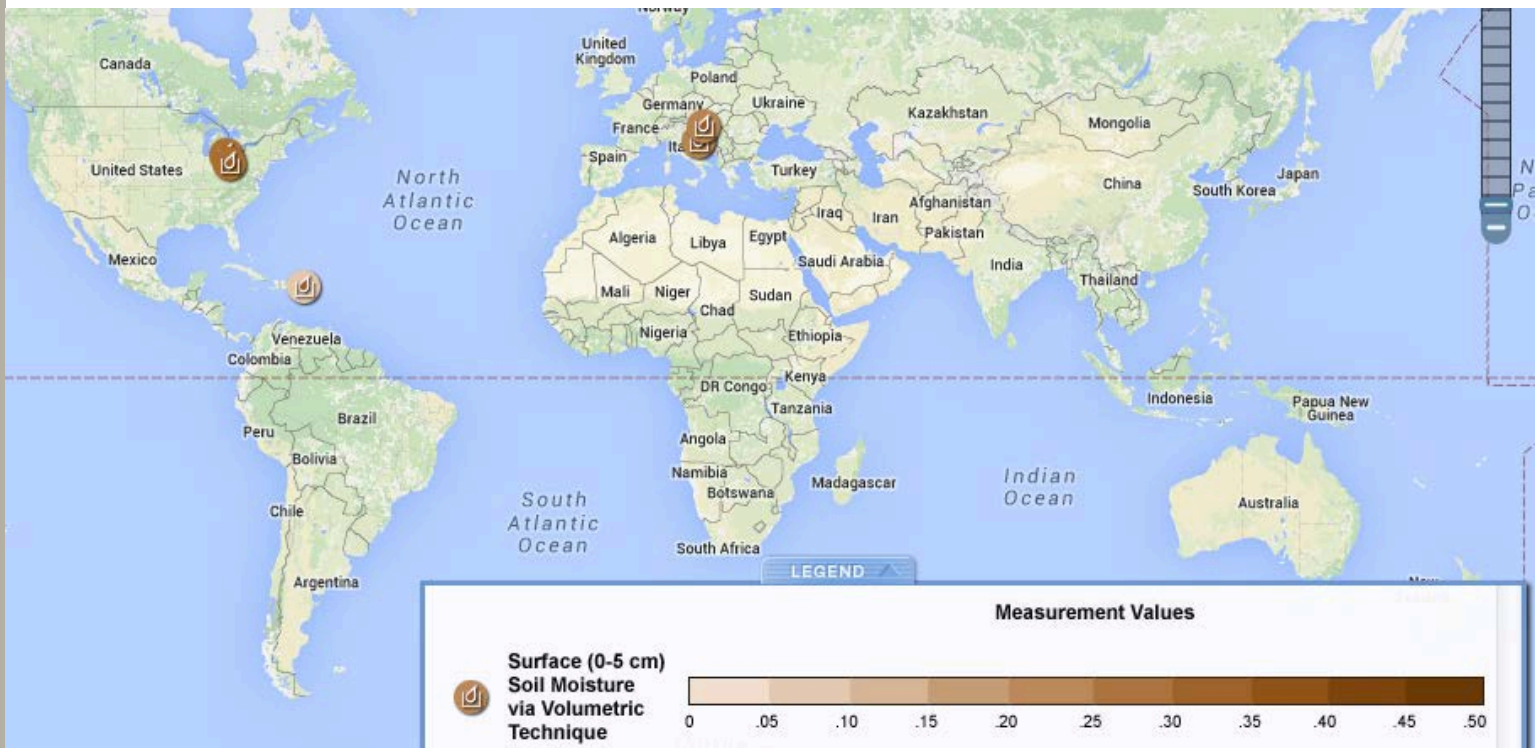 Norway
Canada
United
Kingdom
Poland
Germany
Ukraine
Kazakhstan
Mongolia
France
United States
Spain
Turkey
China
Japan
South Korea
North
Atlantic
Ocean
Iraq
Iran
Afghanistan
Pakistan
Algeria
Libya
Egypt
Mexico
Saudi Arabia
India
Thailand
Mali
Niger
Sudan
Chad
Nigeria
Ethiopia
Venezuela
Colombia
DR Congo
Kenya
Indonesia
Papua New
Guinea
Tanzania
Brazil
Peru
Angola
Bolivia
Namibia
Botswana
Madagascar
Indian
Ocean
Australia
Chile
South
Atlantic
Ocean
South Africa
Argentina
LEGEND
Measurement Values
Surface (0-5 cm)
Soil Moisture
via Volumetric
Technique
0 .05 .10 .15 .20 .25 .30 .35 .40 .45 .50